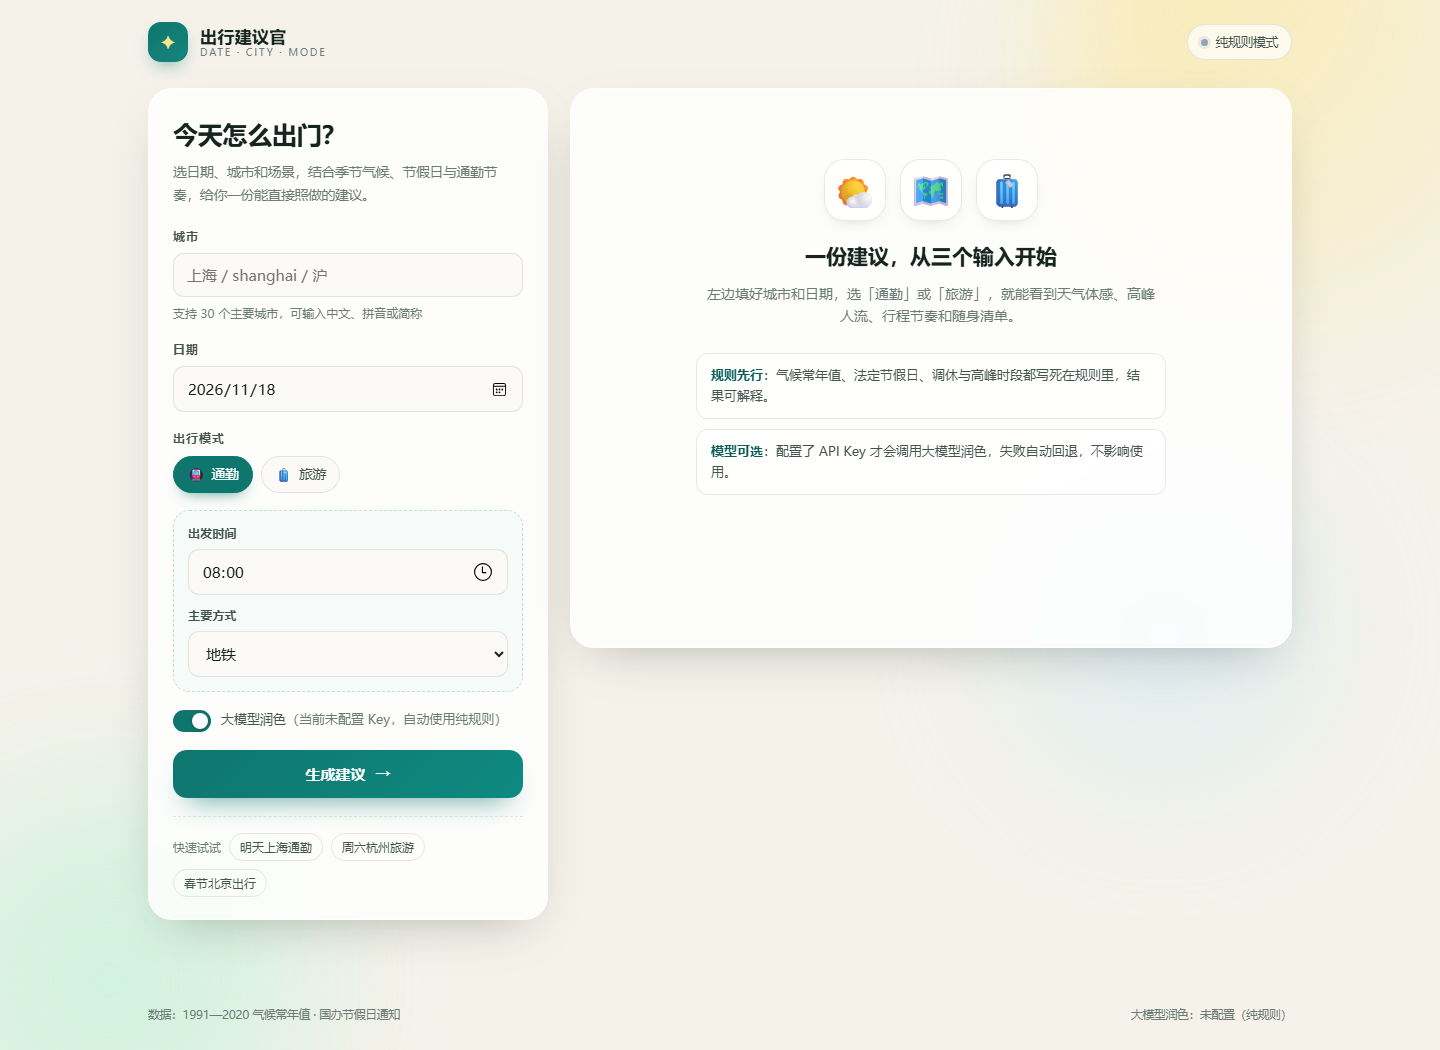 出行建议官
DATE · CITY · MODE
纯规则模式
今天怎么出门？
选日期、城市和场景，结合季节气候、节假日与通勤节
奏，给你一份能直接照做的建议。
城市
上海 / shanghai / 沪
支持 30 个主要城市，可输入中文、拼音或简称
日期
2026/11/18
出行模式
通勤
旅游
出发时间
08:00
主要方式
地铁
大模型润色（当前未配置 Key，自动使用纯规则）
生成建议 →
快速试试
明天上海通勤
周六杭州旅游
春节北京出行
一份建议，从三个输入开始
左边填好城市和日期，选「通勤」或「旅游」，就能看到天气体感、高峰
人流、行程节奏和随身清单。
规则先行：气候常年值、法定节假日、调休与高峰时段都写死在规则里，结
果可解释。
模型可选：配置了 API Key 才会调用大模型润色，失败自动回退，不影响使
用。
数据：1991—2020 气候常年值 · 国办节假日通知
大模型润色：未配置（纯规则）